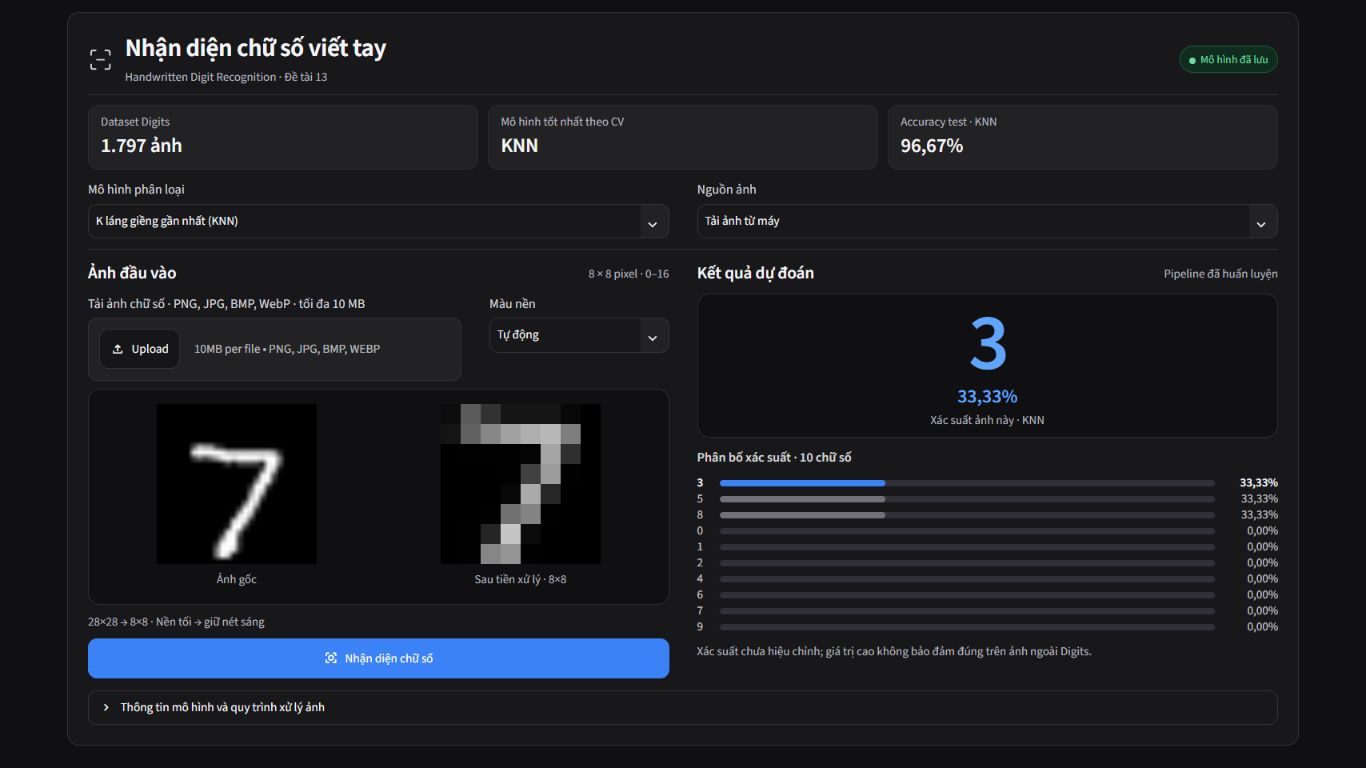 Nhận diện chữ số viết tay
Handwritten Digit Recognition · Đề tài 13
Mô hình đã lưu
Dataset Digits
1.797 ảnh
Mô hình tốt nhất theo CV
KNN
Accuracy test · KNN
96,67%
Mô hình phân loại
K láng giềng gần nhất (KNN)
Nguồn ảnh
Tải ảnh từ máy
Ảnh đầu vào
8 × 8 pixel · 0–16
Tải ảnh chữ số · PNG, JPG, BMP, WebP · tối đa 10 MB
Upload
10MB per file • PNG, JPG, BMP, WEBP
Màu nền
Tự động
7
Ảnh gốc
7
Sau tiền xử lý · 8×8
28×28 → 8×8 · Nền tối → giữ nét sáng
Nhận diện chữ số
Kết quả dự đoán
Pipeline đã huấn luyện
3
33,33%
Xác suất ảnh này · KNN
Phân bố xác suất · 10 chữ số
3 33,33%
5 33,33%
8 33,33%
0 0,00%
1 0,00%
2 0,00%
4 0,00%
6 0,00%
7 0,00%
9 0,00%
Xác suất chưa hiệu chỉnh; giá trị cao không bảo đảm đúng trên ảnh ngoài Digits.
Thông tin mô hình và quy trình xử lý ảnh